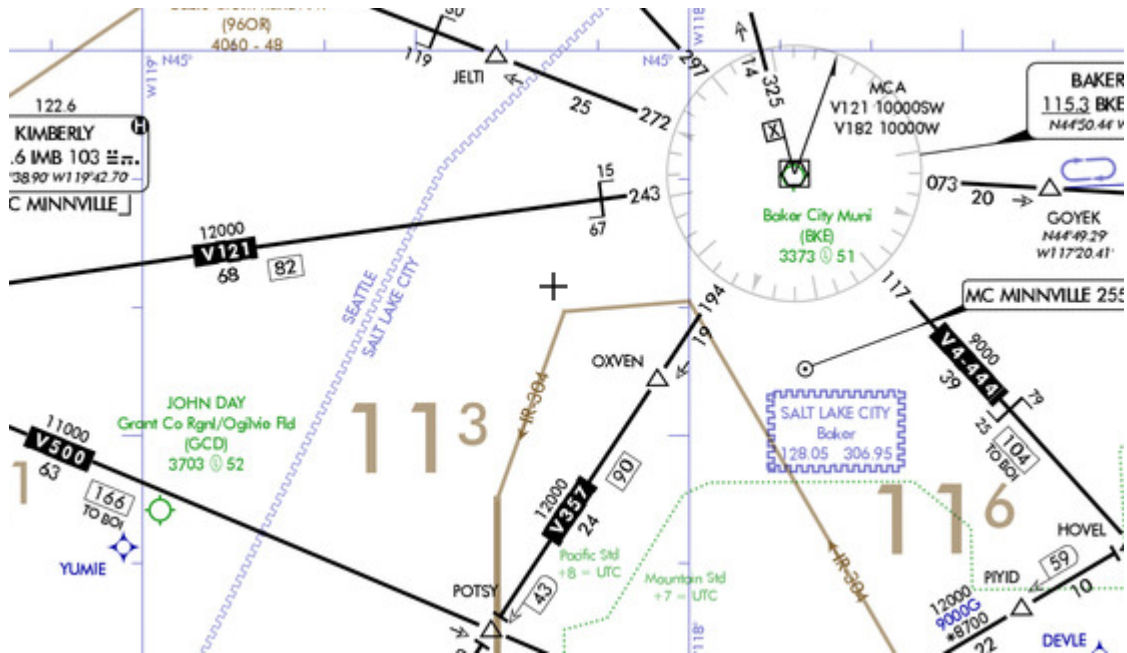 (96OR)
4060 - 48
W119°
N45°
119
JELTI
25
272
297
N45°
W118°
14
325
X
MCA
V121 10000SW
V182 10000W
BAKER
115.3 BKE
N44°50.44 W
122.6
H
KIMBERLY
.6 IMB 103
°38.90' W119°42.70'
C MINNVILLE
15
243
67
073
20
GOYEK
N44°49.29'
W117°20.41'
Baker City Muni
(BKE)
3373 Ⓛ 51
12000
V121
68
82
SEATTLE
SALT LAKE CITY
MC MINNVILLE 255
117
9000
V4-444
39
79
25
104
TO BOI
194
19
OXVEN
IR-304
113
JOHN DAY
Grant Co Rgnl/Ogilvie Fld
(GCD)
3703 Ⓛ 52
11000
V500
63
166
TO BOI
YUMIE
1
SALT LAKE CITY
Baker
128.05 306.95
116
90
12000
V357
24
Pacific Std
+8 = UTC
Mountain Std
+7 = UTC
IR-304
POTSY
43
W118°
HOVEL
59
PIYID
10
12000
9000G
*8700
22
DEVLE